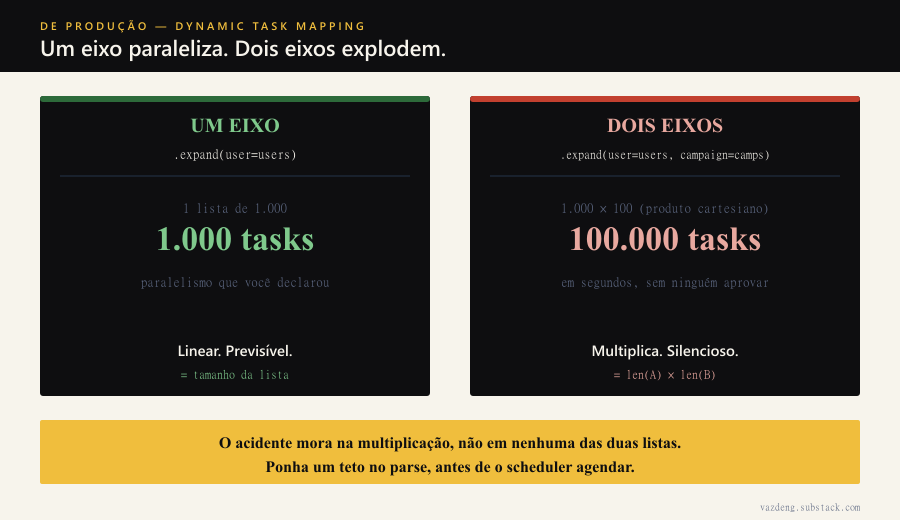 DE PRODUÇÃO — DYNAMIC TASK MAPPING
Um eixo paraleliza. Dois eixos explodem.
UM EIXO
.expand(user=users)
1 lista de 1.000
1.000 tasks
paralelismo que você declarou
Linear. Previsível.
= tamanho da lista
DOIS EIXOS
.expand(user=users, campaign=camps)
1.000 × 100 (produto cartesiano)
100.000 tasks
em segundos, sem ninguém aprovar
Multiplica. Silencioso.
= len(A) × len(B)
O acidente mora na multiplicação, não em nenhuma das duas listas.
Ponha um teto no parse, antes de o scheduler agendar.
vazdeng.substack.com